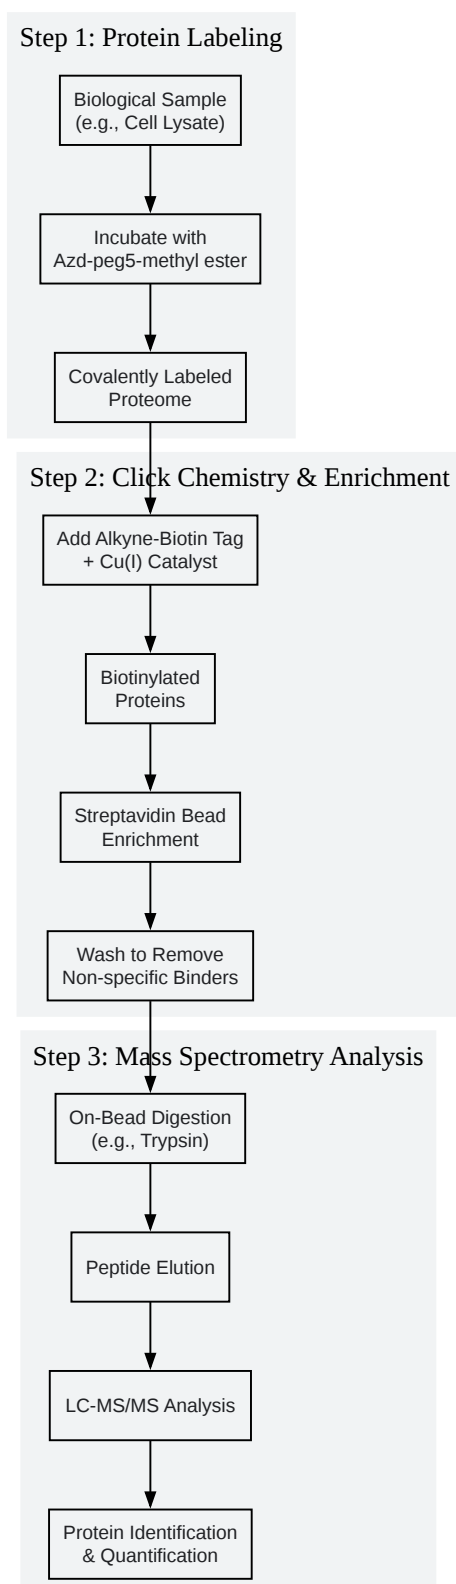 Step 1: Protein Labeling
Biological Sample
(e.g., Cell Lysate)
Incubate with
Azd-peg5-methyl ester
Covalently Labeled
Proteome
Step 2: Click Chemistry & Enrichment
Add Alkyne-Biotin Tag
+ Cu(I) Catalyst
Biotinylated
Proteins
Streptavidin Bead
Enrichment
Wash to Remove
Non-specific Binders
Step 3: Mass Spectrometry Analysis
On-Bead Digestion
(e.g., Trypsin)
Peptide Elution
LC-MS/MS Analysis
Protein Identification
& Quantification